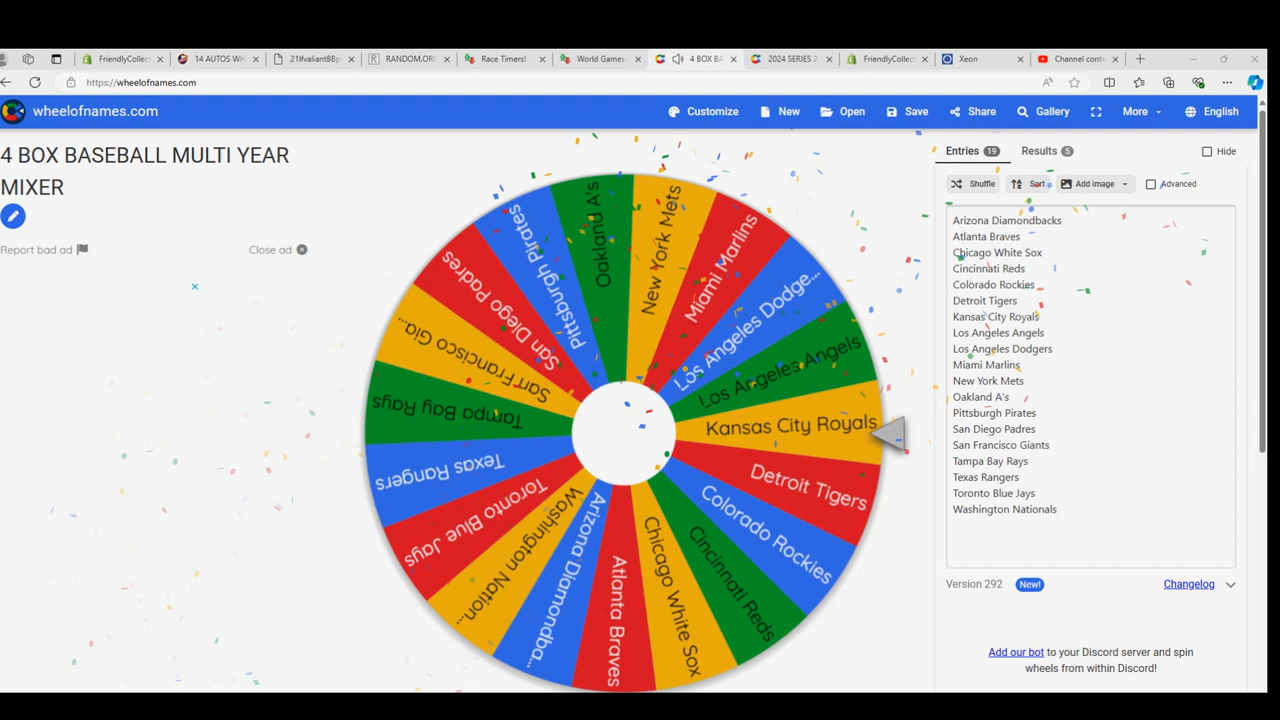 FriendlyCollec
14 AUTOS WH
21lfvaliantBBp
RANDOM.ORG
Race Timers!
World Games
4 BOX BA
2024 SERIES 2
FriendlyCollec
Xeon
Channel conte
https://wheelofnames.com
wheelofnames.com
Customize
New
Open
Save
Share
Gallery
More
English
4 BOX BASEBALL MULTI YEAR
MIXER
Report bad ad
Close ad
Oakland A's
New York Mets
Miami Marlins
Los Angeles Dodge...
Los Angeles Angels
Kansas City Royals
Detroit Tigers
Colorado Rockies
Cincinnati Reds
Chicago White Sox
Atlanta Braves
Arizona Diamondba...
Washington Nation...
Toronto Blue Jays
Texas Rangers
Tampa Bay Rays
San Francisco Gia...
San Diego Padres
Pittsburgh Pirates
Entries 19
Results 5
Hide
Shuffle
Sort
Add image
Advanced
Arizona Diamondbacks
Atlanta Braves
Chicago White Sox
Cincinnati Reds
Colorado Rockies
Detroit Tigers
Kansas City Royals
Los Angeles Angels
Los Angeles Dodgers
Miami Marlins
New York Mets
Oakland A's
Pittsburgh Pirates
San Diego Padres
San Francisco Giants
Tampa Bay Rays
Texas Rangers
Toronto Blue Jays
Washington Nationals
Version 292
New!
Changelog
Add our bot to your Discord server and spin
wheels from within Discord!